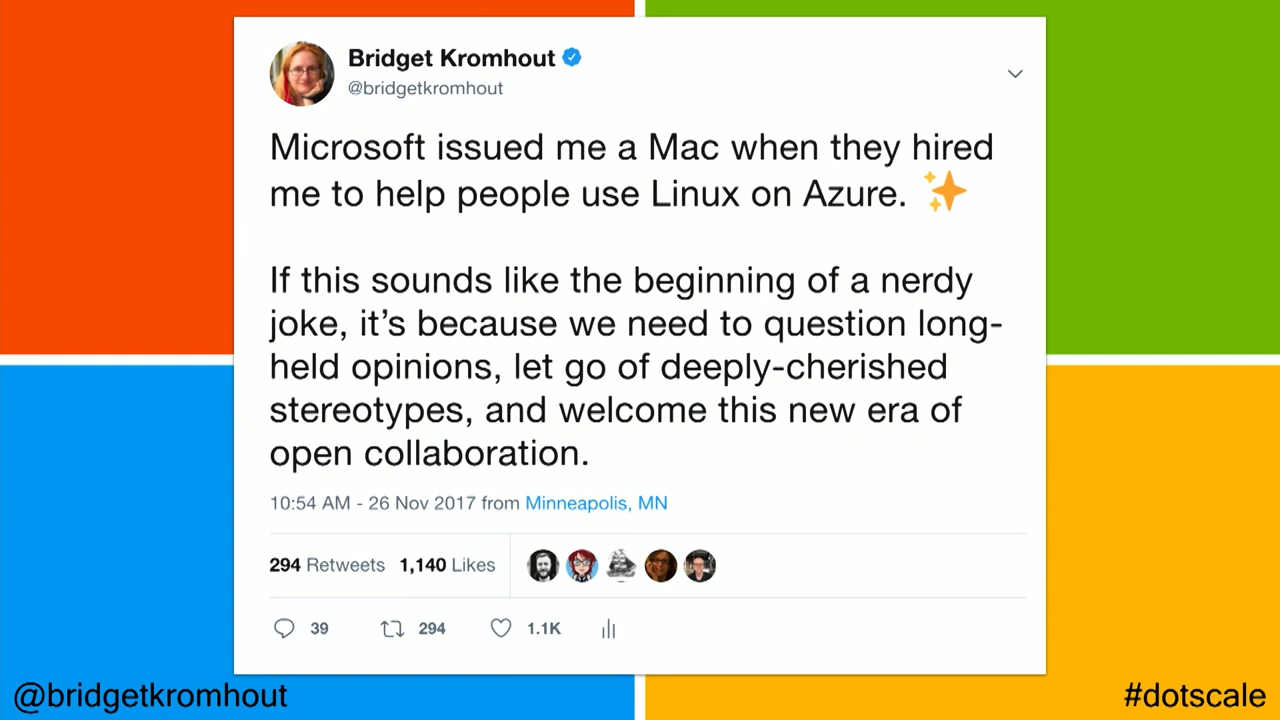 Bridget Kromhout
@bridgetkromhout
Microsoft issued me a Mac when they hired
me to help people use Linux on Azure. ✨
If this sounds like the beginning of a nerdy
joke, it’s because we need to question long-
held opinions, let go of deeply-cherished
stereotypes, and welcome this new era of
open collaboration.
10:54 AM - 26 Nov 2017 from Minneapolis, MN
294 Retweets 1,140 Likes
39 294 1.1K
@bridgetkromhout #dotscale